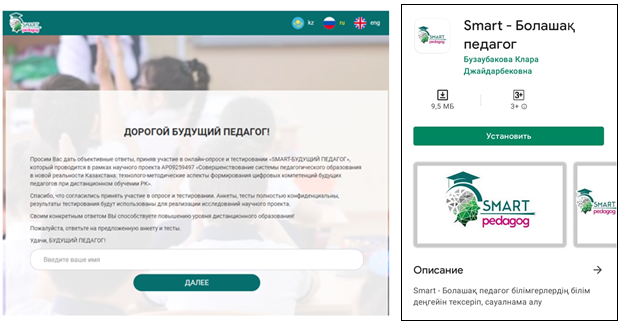 SMART
pedagog
kz
ru
eng
ДОРОГОЙ БУДУЩИЙ ПЕДАГОГ!
Просим Вас дать объективные ответы, приняв участие в онлайн-опросе и тестировании «SMART-БУДУЩИЙ ПЕДАГОГ»,
который проводится в рамках научного проекта AP09259497 «Совершенствование системы педагогического образования
в новой реальности Казахстана: технолого-методические аспекты формирования цифровых компетенций будущих
педагогов при дистанционном обучении РК».
Спасибо, что согласились принять участие в опросе и тестировании. Анкеты, тесты полностью конфиденциальны,
результаты тестирования будут использованы для реализации исследований научного проекта.
Своим конкретным ответом ВЫ способствуете повышению уровня дистанционного образования!
Пожалуйста, ответьте на предложенную анкету и тесты.
Удачи, БУДУЩИЙ ПЕДАГОГ!
Введите ваше имя
ДАЛЕЕ
Smart - Болашақ
педагог
Бузаубакова Клара
Джайдарбековна
9,5 МБ
3+
3+
Установить
SMART
pedagog
SM
peda
Описание
Smart - Болашақ педагог білімгерлердің білім
деңгейін тексеріп, сауалнама алу